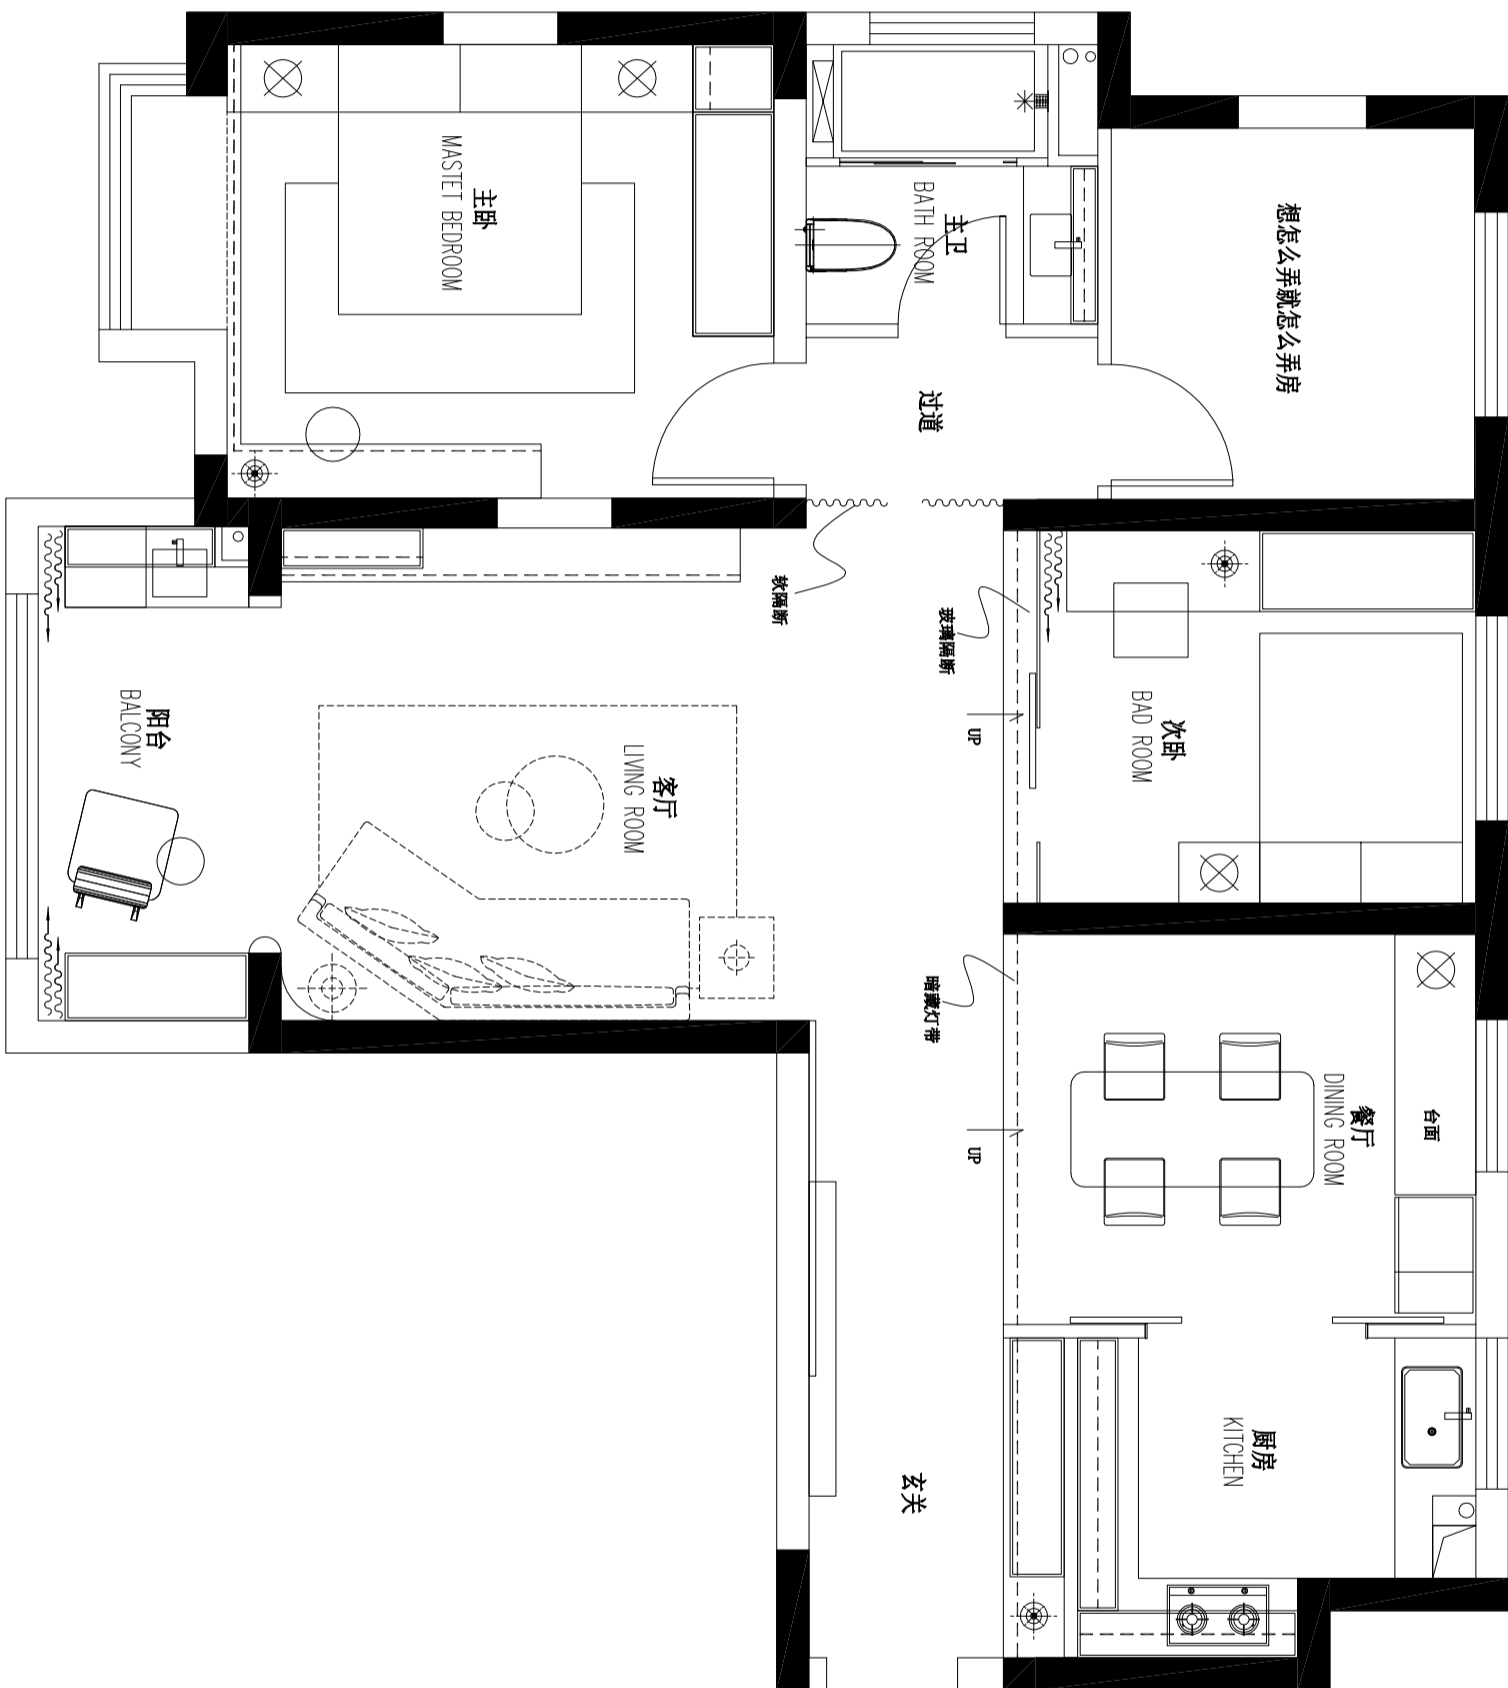 主卧
MASTET BEDROOM
主卫
BATH ROOM
想怎么弄就怎么弄房
过道
软隔断
玻璃隔断
UP
次卧
BAD ROOM
阳台
BALCONY
客厅
LIVING ROOM
暗藏灯带
UP
餐厅
DINING ROOM
台面
厨房
KITCHEN
玄关